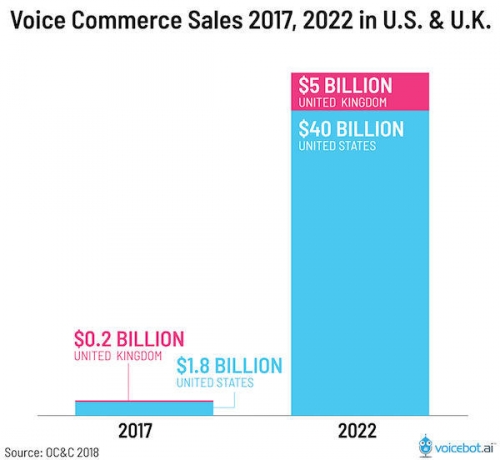 Voice Commerce Sales 2017, 2022 in U.S. & U.K.
$5 BILLION
UNITED KINGDOM
$40 BILLION
UNITED STATES
$0.2 BILLION
UNITED KINGDOM
$1.8 BILLION
UNITED STATES
2017
2022
Source: OC&C 2018
voicebot.ai